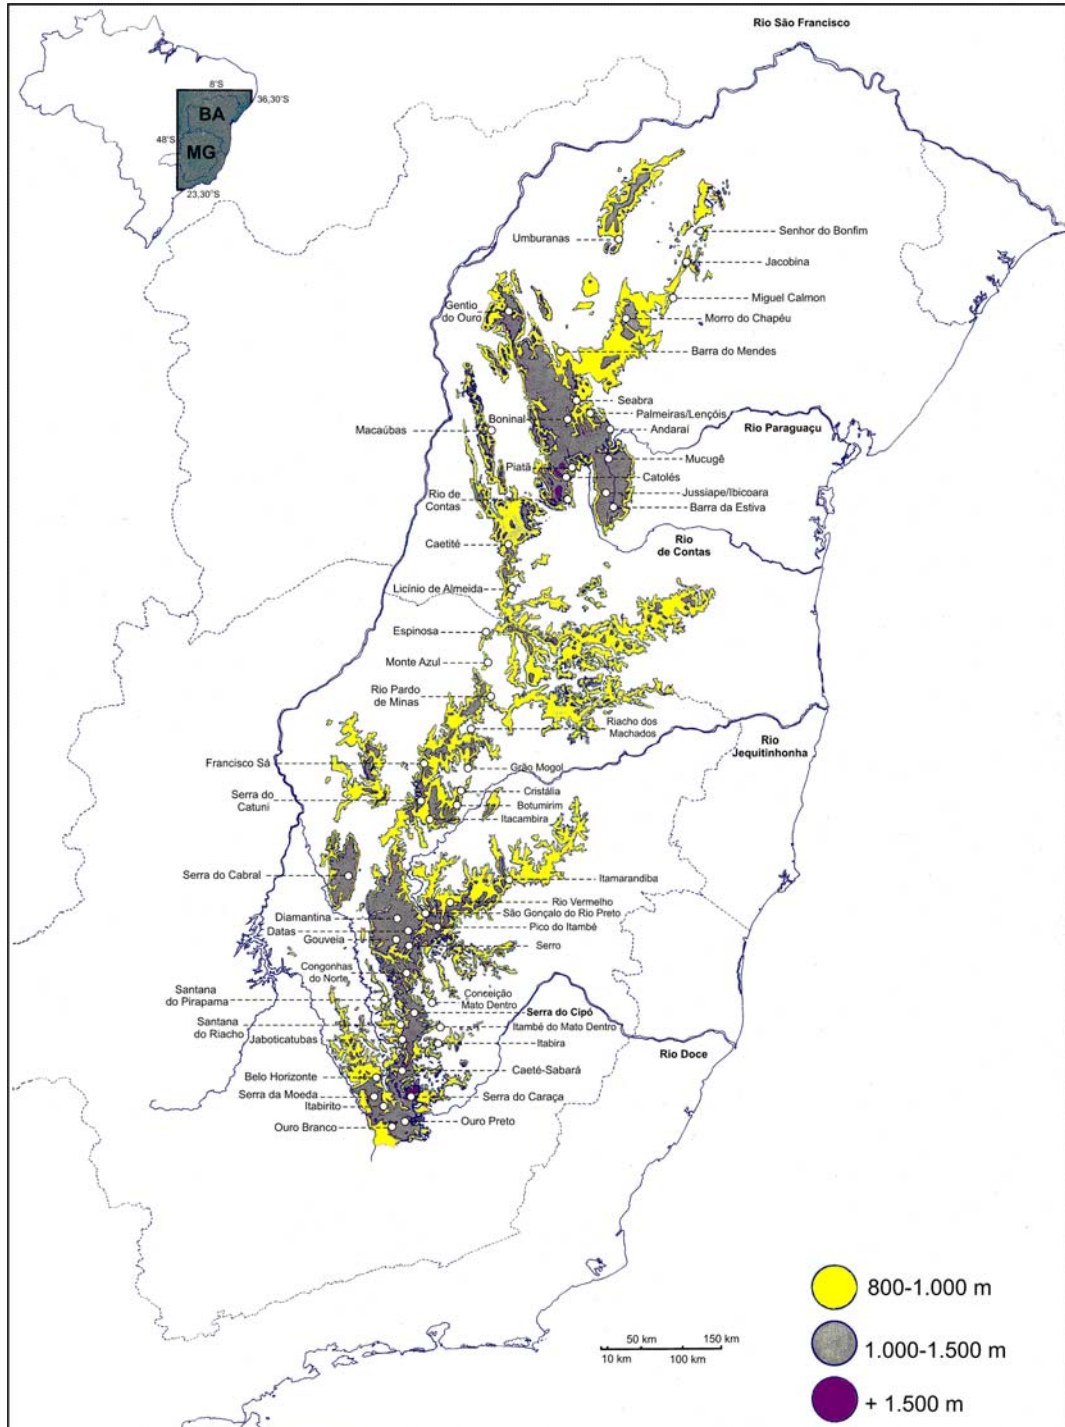 Rio São Francisco
8°S
36,30°S
BA
48°S
MG
23,30°S
Umburanas
Senhor do Bonfim
Jacobina
Miguel Calmon
Gentio
do Ouro
Morro do Chapéu
Barra do Mendes
Seabra
Palmeiras/Lençóis
Boninal
Andaraí
Macaúbas
Rio Paraguaçu
Mucugê
Piatã
Catolés
Rio de
Contas
Jussiape/Ibicoara
Barra da Estiva
Caetité
Rio
de Contas
Licínio de Almeida
Espinosa
Monte Azul
Rio Pardo
de Minas
Riacho dos
Machados
Rio
Jequitinhonha
Francisco Sá
Grão Mogol
Serra do
Catuni
Cristália
Botumirim
Itacambira
Serra do Cabral
Itamarandiba
Rio Vermelho
São Gonçalo do Rio Preto
Diamantina
Datas
Pico do Itambé
Gouveia
Serro
Congonhas
do Norte
Santana
do Pirapama
Conceição
Mato Dentro
Serra do Cipó
Santana
do Riacho
Itambé do Mato Dentro
Jaboticatubas
Itabira
Rio Doce
Belo Horizonte
Caeté-Sabará
Serra da Moeda
Serra do Caraça
Itabirito
Ouro Preto
Ouro Branco
800-1.000 m
1.000-1.500 m
+ 1.500 m
50 km
150 km
10 km
100 km